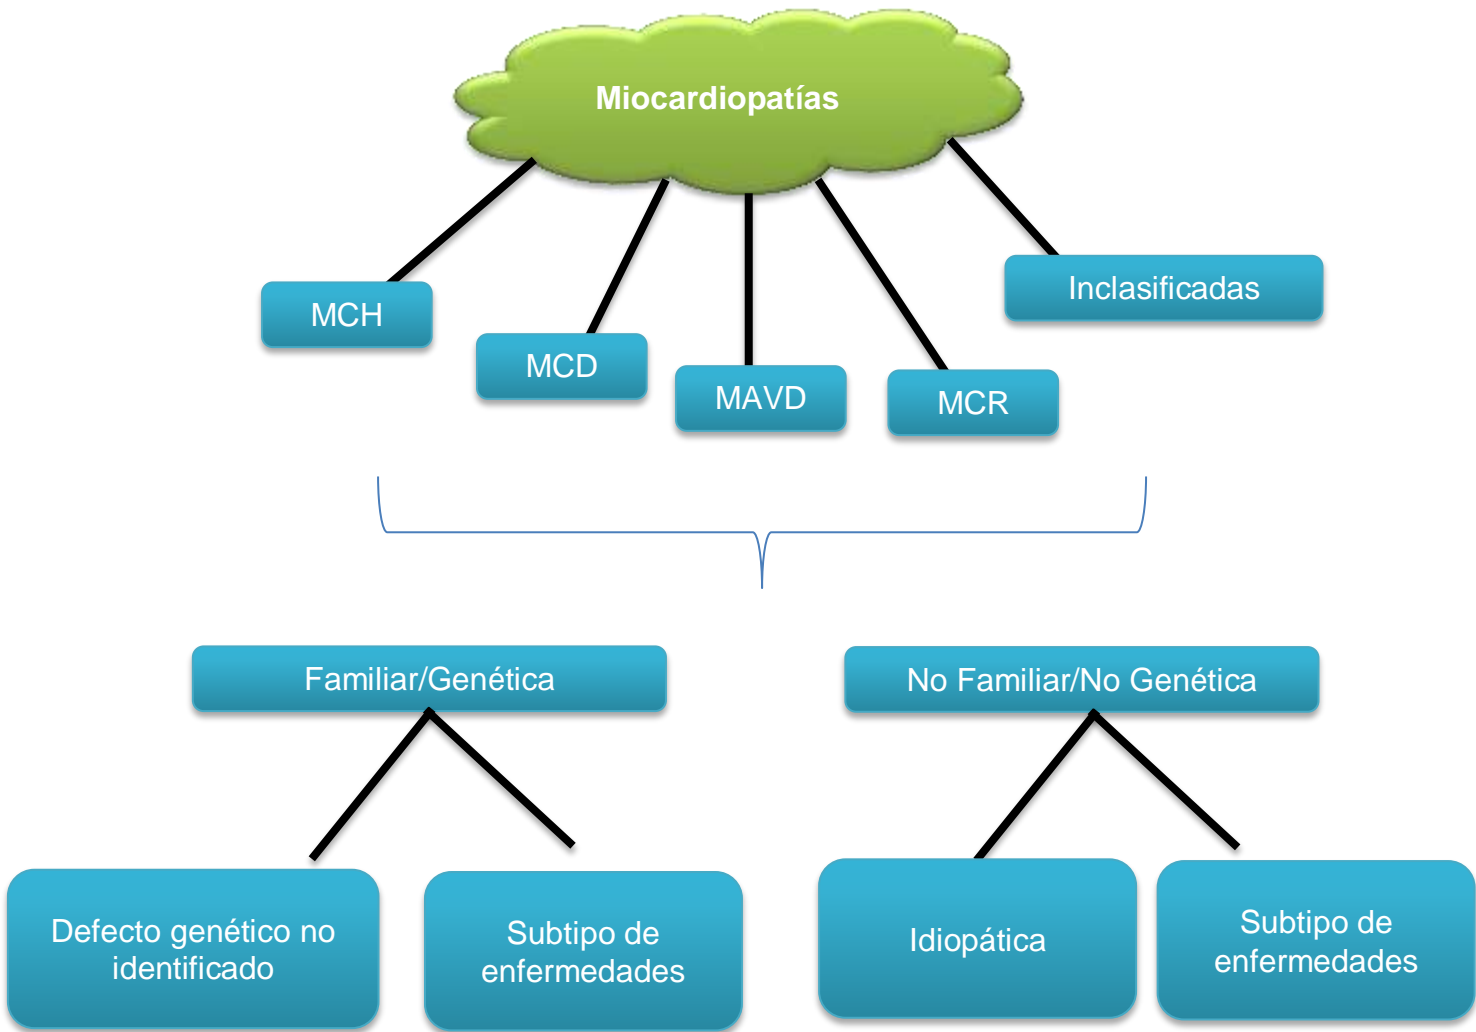 Miocardiopatías
Inclasificadas
MCH
MCD
MAVD
MCR
Familiar/Genética
No Familiar/No Genética
Defecto genético no
identificado
Subtipo de
enfermedades
Idiopática
Subtipo de
enfermedades